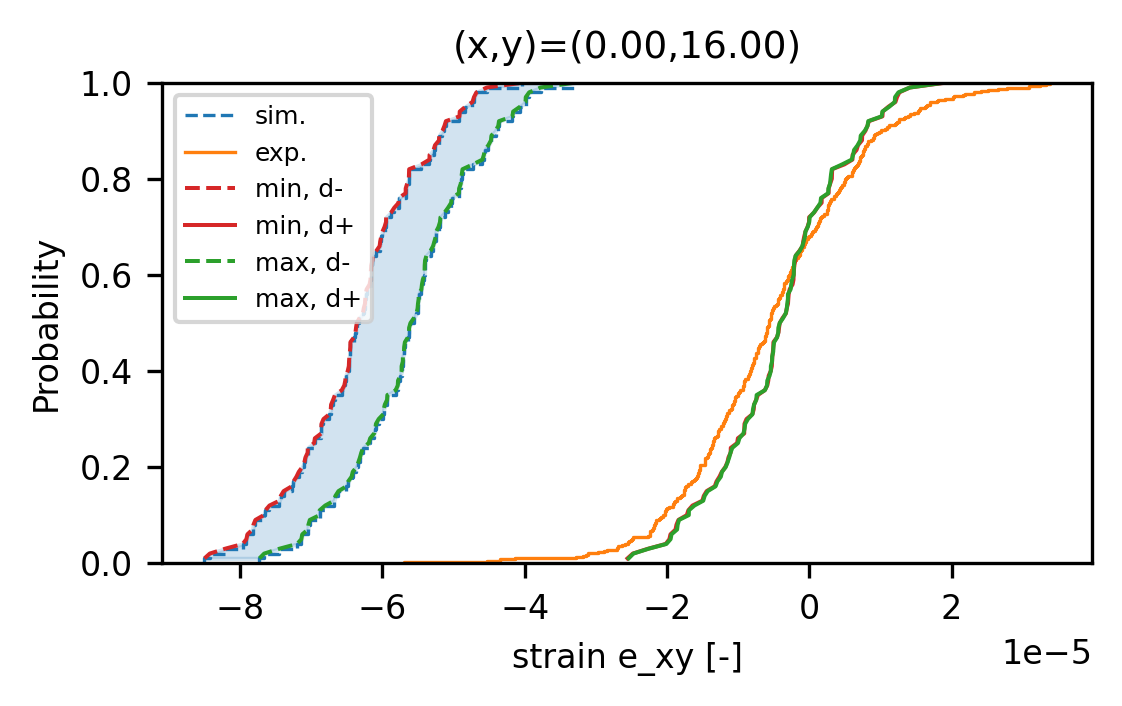 (x,y)=(0.00,16.00)
1.0
0.8
0.6
0.4
0.2
0.0
Probability
sim.
exp.
min, d-
min, d+
max, d-
max, d+
−8 −6 −4 −2 0 2
strain e_xy [-]
1e−5